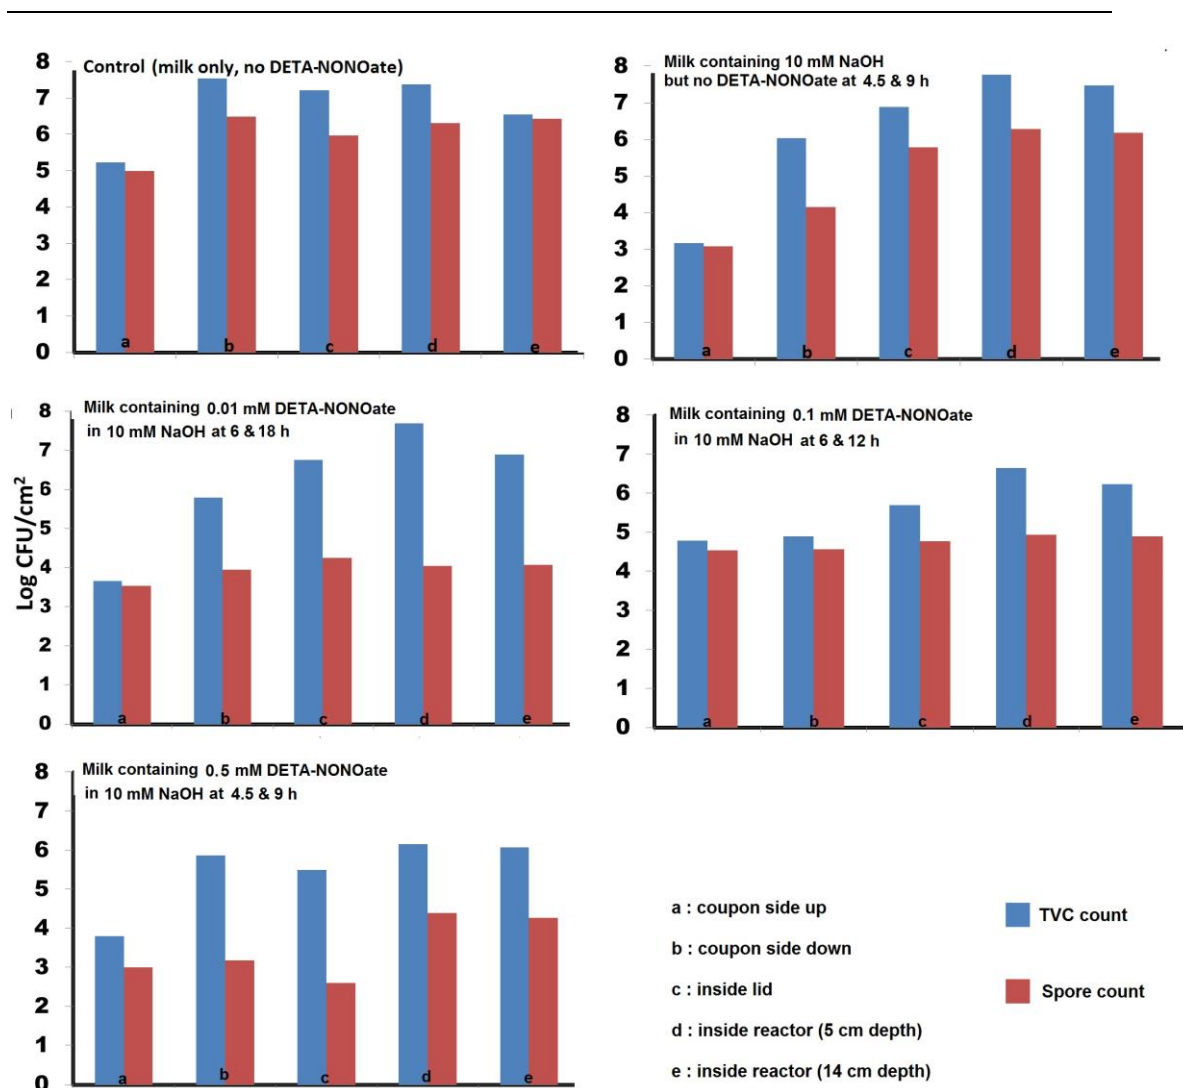 Control (milk only, no DETA-NONOate)
8
7
6
5
4
3
2
1
0
a b c d e
Milk containing 10 mM NaOH
but no DETA-NONOate at 4.5 & 9 h
8
7
6
5
4
3
2
1
0
a b c d e
Log CFU/cm²
Milk containing 0.01 mM DETA-NONOate
in 10 mM NaOH at 6 & 18 h
8
7
6
5
4
3
2
1
0
a b c d e
Milk containing 0.1 mM DETA-NONOate
in 10 mM NaOH at 6 & 12 h
8
7
6
5
4
3
2
1
0
a b c d e
Milk containing 0.5 mM DETA-NONOate
in 10 mM NaOH at 4.5 & 9 h
8
7
6
5
4
3
2
1
0
a b c d e
a : coupon side up
b : coupon side down
c : inside lid
d : inside reactor (5 cm depth)
e : inside reactor (14 cm depth)
TVC count
Spore count